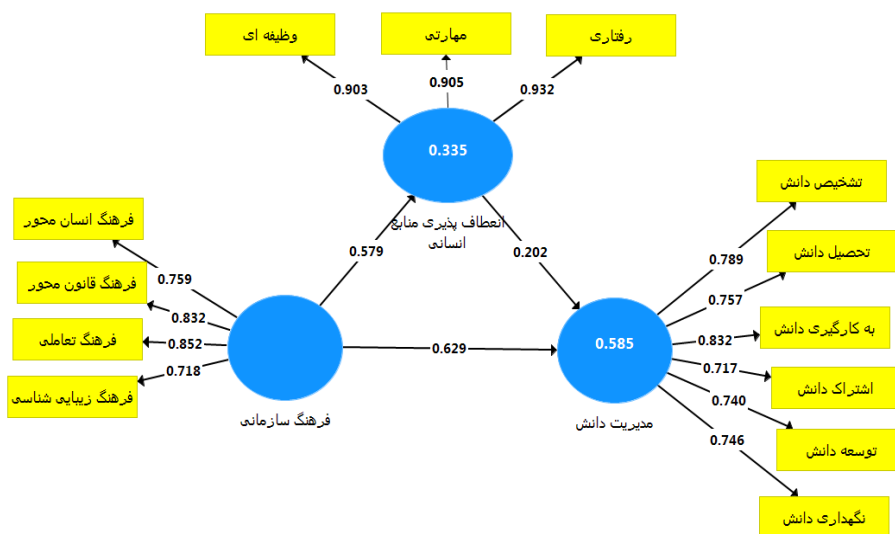 وظیفه ای
مهارتی
رفتاری
0.903
0.905
0.932
0.335
انعطاف پذیری منابع
انسانی
تشخیص دانش
فرهنگ انسان محور
0.579
0.202
0.789
تحصیل دانش
0.759
فرهنگ قانون محور
0.757
0.832
به کارگیری دانش
0.832
فرهنگ تعاملی
0.852
0.629
0.585
0.717
اشتراک دانش
0.718
فرهنگ زیبایی شناسی
0.740
فرهنگ سازمانی
مدیریت دانش
0.746
توسعه دانش
نگهداری دانش